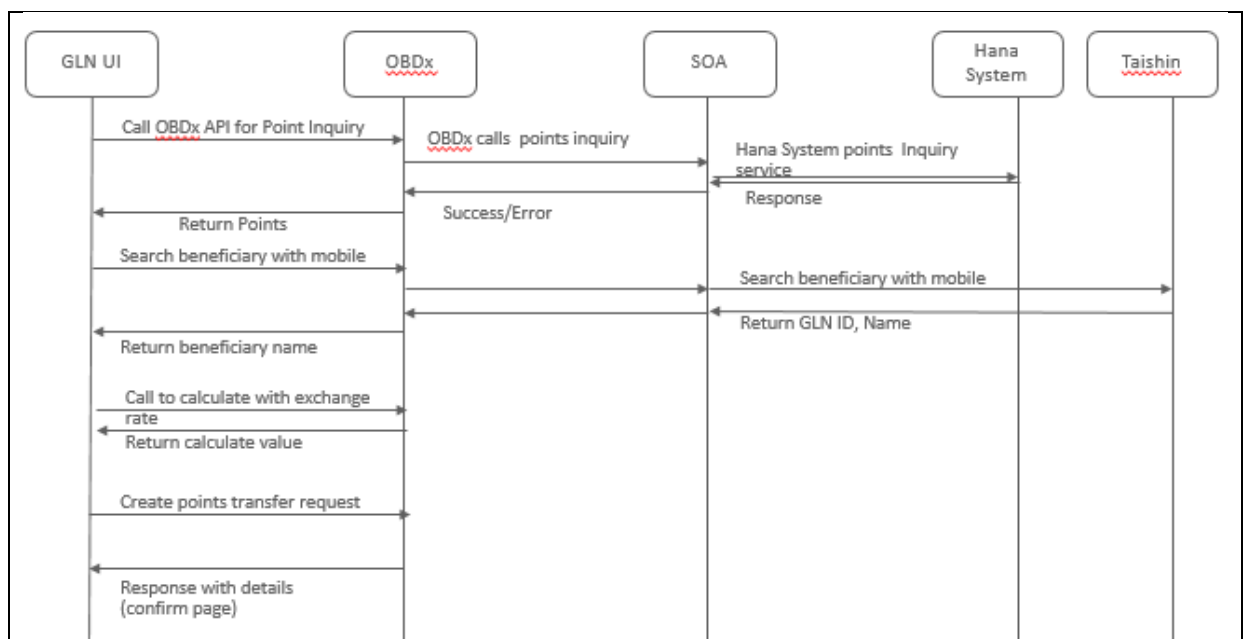 GLN UI
OBDx
SOA
Hana
System
Taishin
Call OBDx API for Point Inquiry
OBDx calls points inquiry
Hana System points Inquiry
service
Response
Success/Error
Return Points
Search beneficiary with mobile
Search beneficiary with mobile
Return GLN ID, Name
Return beneficiary name
Call to calculate with exchange
rate
Return calculate value
Create points transfer request
Response with details
(confirm page)